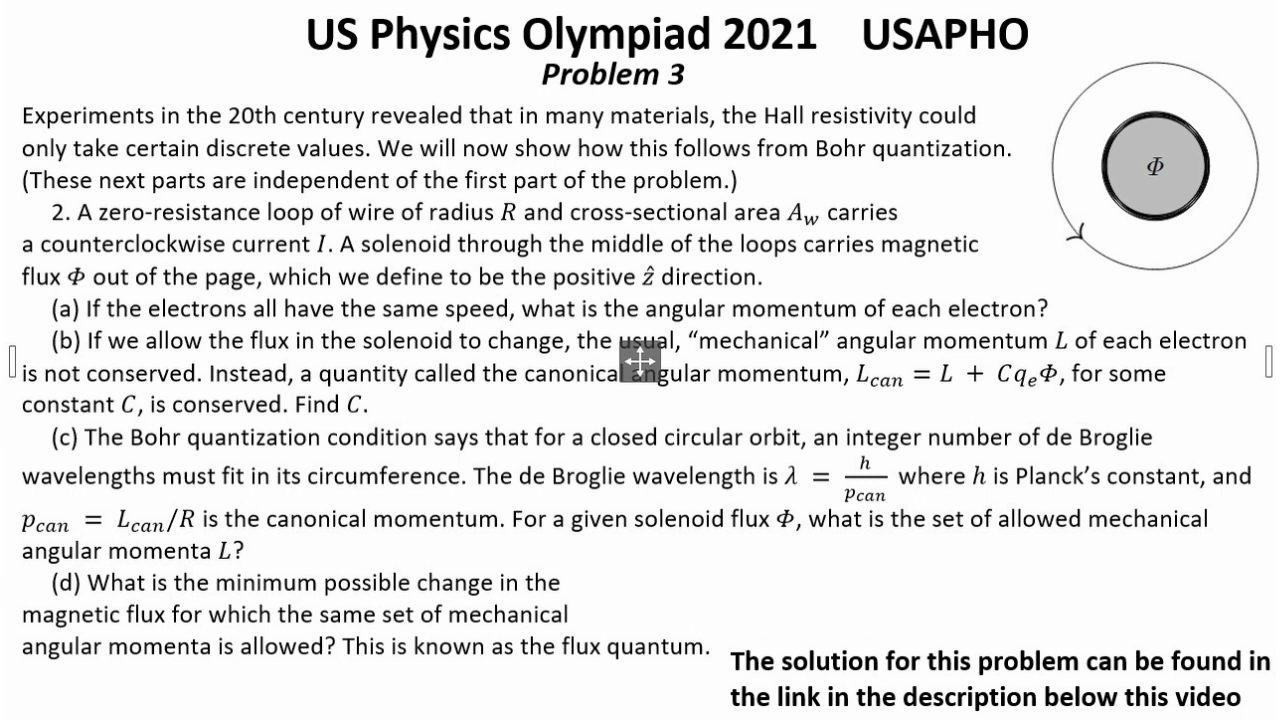 US Physics Olympiad 2021 USAPHO
Problem 3
Experiments in the 20th century revealed that in many materials, the Hall resistivity could
only take certain discrete values. We will now show how this follows from Bohr quantization.
(These next parts are independent of the first part of the problem.)
2. A zero-resistance loop of wire of radius R and cross-sectional area A_w carries
a counterclockwise current I. A solenoid through the middle of the loops carries magnetic
flux Φ out of the page, which we define to be the positive ẑ direction.
Φ
(a) If the electrons all have the same speed, what is the angular momentum of each electron?
(b) If we allow the flux in the solenoid to change, the usual, “mechanical” angular momentum L of each electron
is not conserved. Instead, a quantity called the canonical angular momentum, L_can = L + Cq_eΦ, for some
constant C, is conserved. Find C.
(c) The Bohr quantization condition says that for a closed circular orbit, an integer number of de Broglie
wavelengths must fit in its circumference. The de Broglie wavelength is λ = h/p_can where h is Planck’s constant, and
p_can = L_can/R is the canonical momentum. For a given solenoid flux Φ, what is the set of allowed mechanical
angular momenta L?
(d) What is the minimum possible change in the
magnetic flux for which the same set of mechanical
angular momenta is allowed? This is known as the flux quantum.
The solution for this problem can be found in
the link in the description below this video